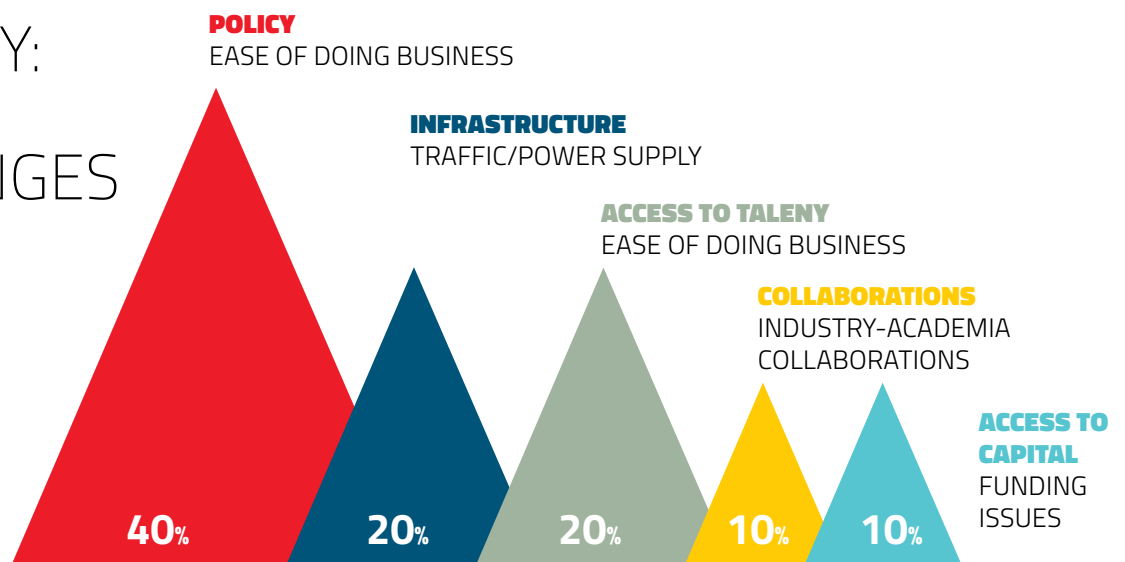 Y:
NGES
POLICY
EASE OF DOING BUSINESS
INFRASTRUCTURE
TRAFFIC/POWER SUPPLY
ACCESS TO TALENY
EASE OF DOING BUSINESS
COLLABORATIONS
INDUSTRY-ACADEMIA
COLLABORATIONS
ACCESS TO
CAPITAL
FUNDING
ISSUES
40%
20%
20%
10%
10%